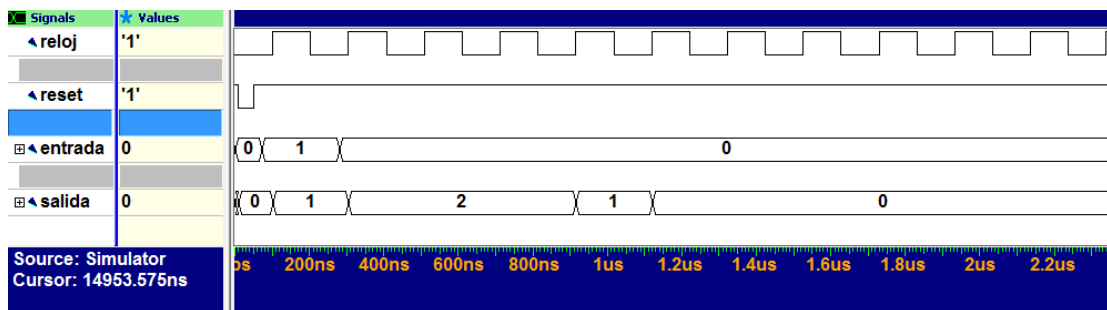 Signals Values
reloj '1'
reset '1'
entrada 0 0 1 0
salida 0 0 1 2 1 0
Source: Simulator
Cursor: 14953.575ns
ps 200ns 400ns 600ns 800ns 1us 1.2us 1.4us 1.6us 1.8us 2us 2.2us